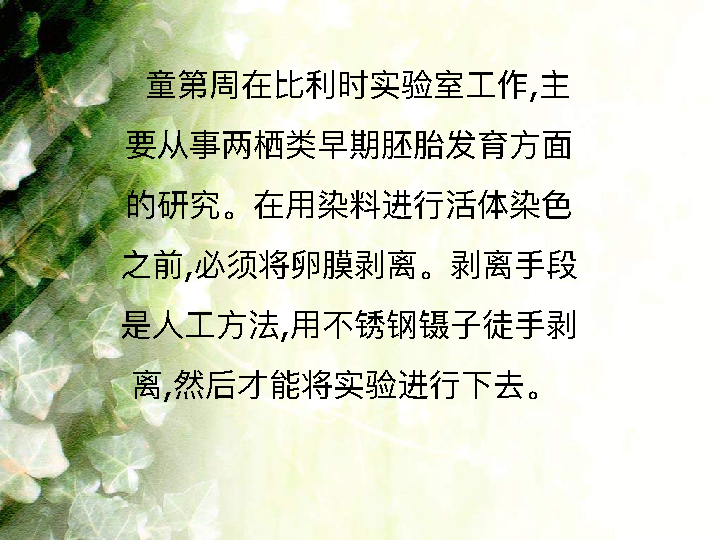 童第周在比利时实验室工作,主
要从事两栖类早期胚胎发育方面
的研究。在用染料进行活体染色
之前,必须将卵膜剥离。剥离手段
是人工方法,用不锈钢镊子徒手剥
离,然后才能将实验进行下去。